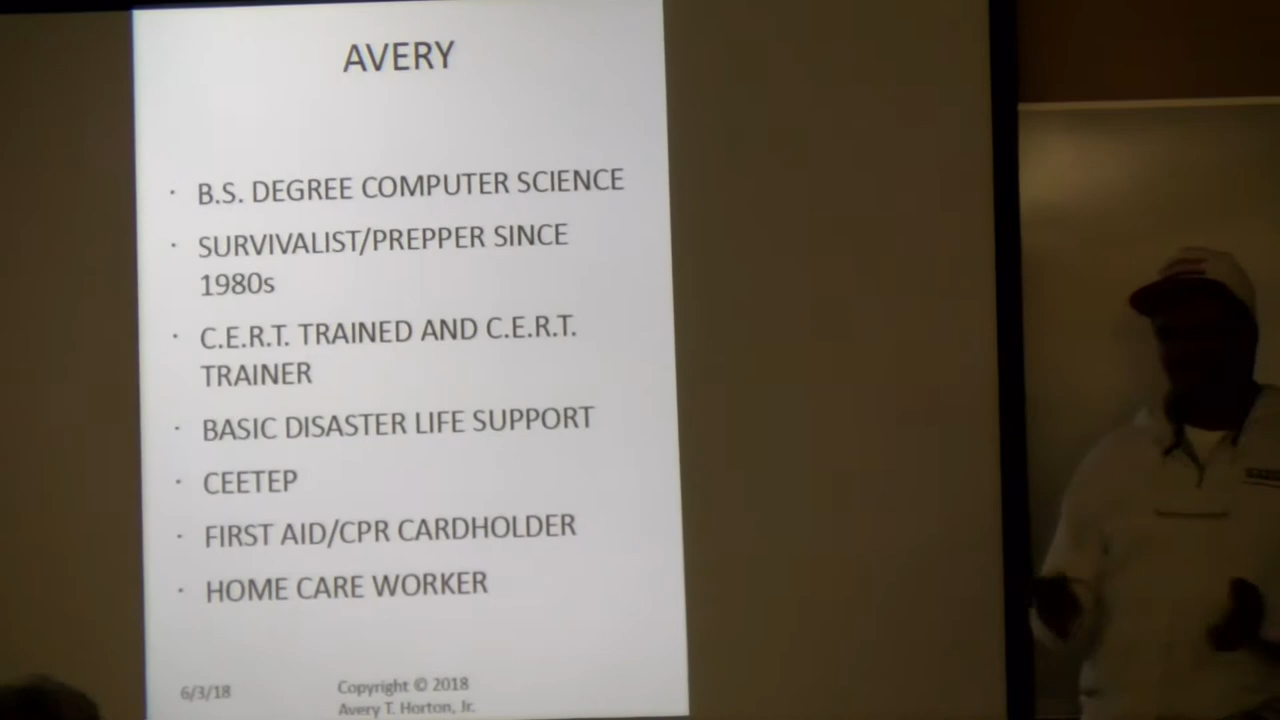 AVERY
· B.S. DEGREE COMPUTER SCIENCE
· SURVIVALIST/PREPPER SINCE
1980s
· C.E.R.T. TRAINED AND C.E.R.T.
TRAINER
· BASIC DISASTER LIFE SUPPORT
· CEETEP
· FIRST AID/CPR CARDHOLDER
· HOME CARE WORKER
6/3/18
Copyright © 2018
Avery T. Horton, Jr.